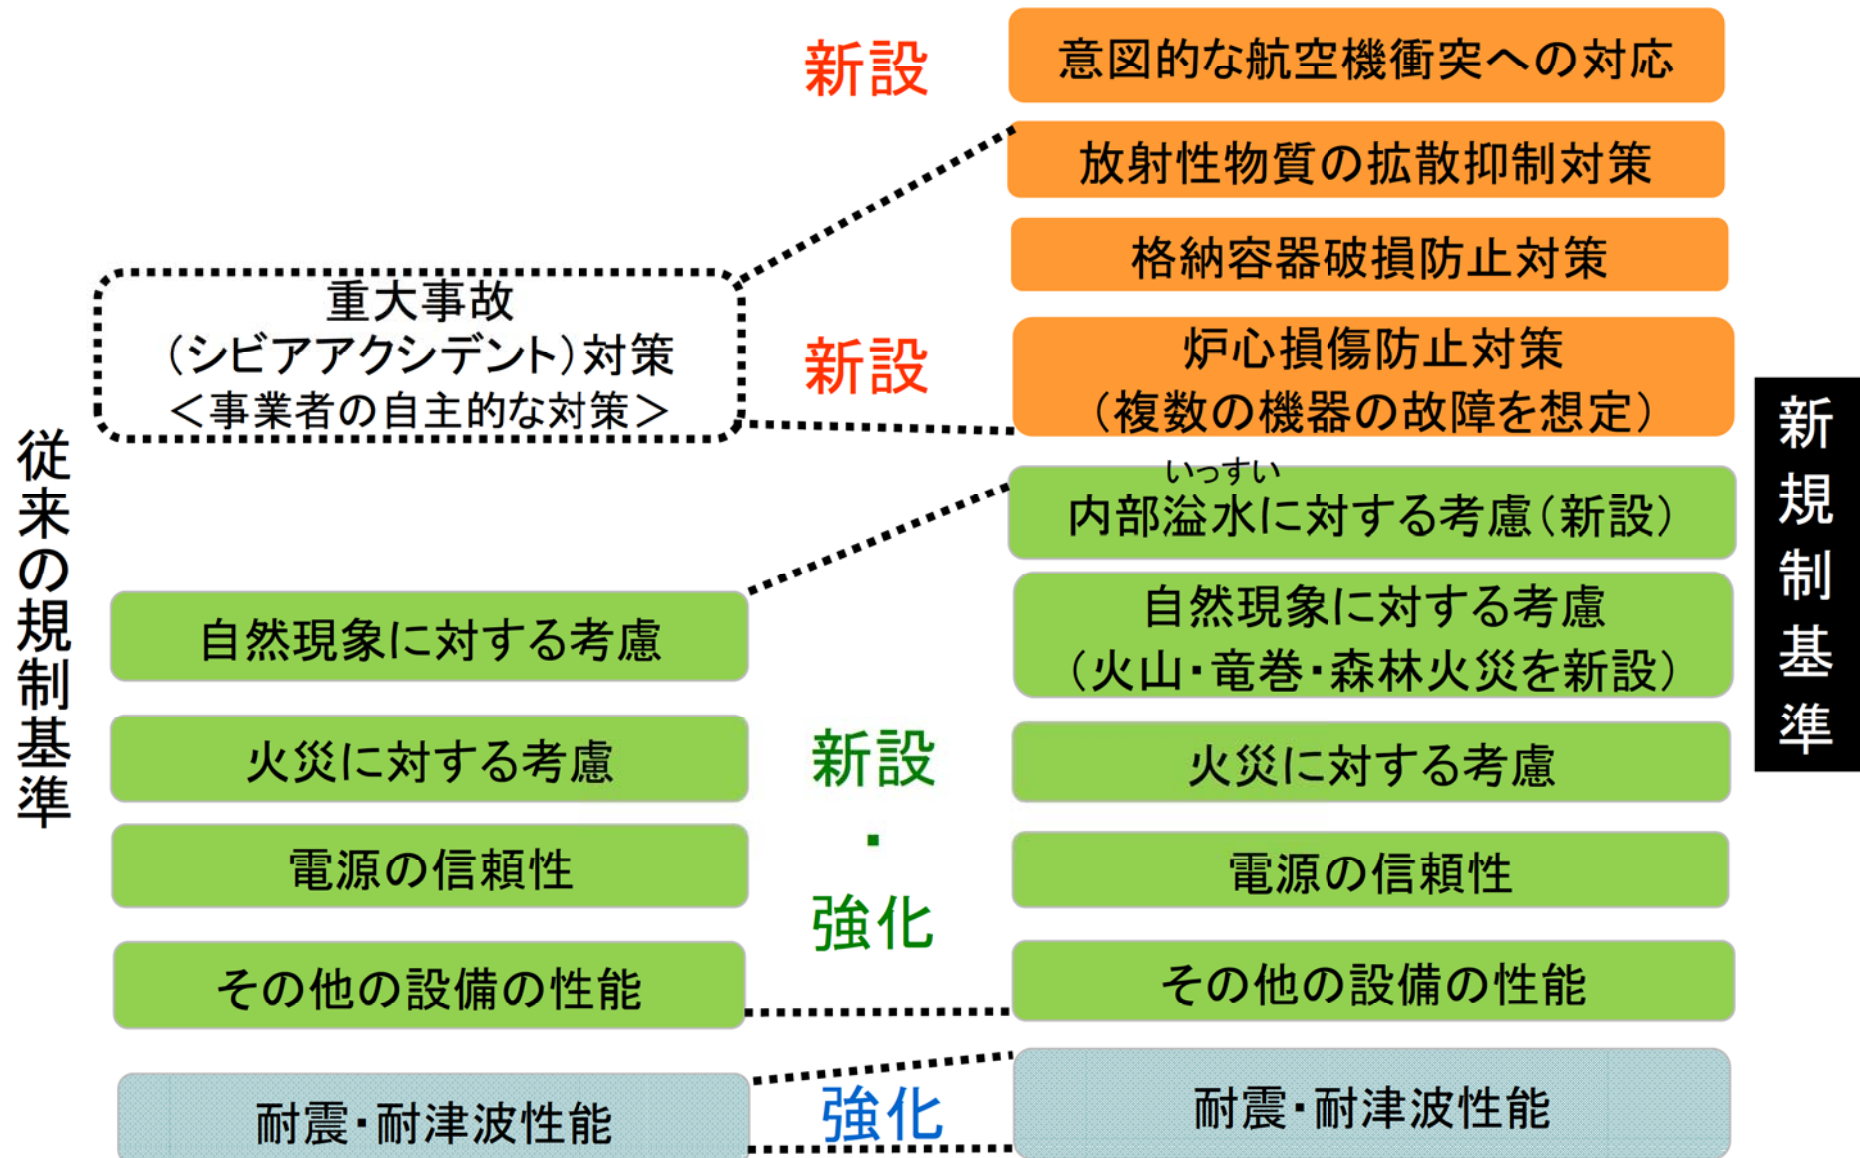 従来の規制基準
重大事故
（シビアアクシデント）対策
＜事業者の自主的な対策＞
自然現象に対する考慮
火災に対する考慮
電源の信頼性
その他の設備の性能
耐震・耐津波性能
新設
新設
新設
・
強化
強化
意図的な航空機衝突への対応
放射性物質の拡散抑制対策
格納容器破損防止対策
炉心損傷防止対策
（複数の機器の故障を想定）
いっすい
内部溢水に対する考慮（新設）
自然現象に対する考慮
（火山・竜巻・森林火災を新設）
火災に対する考慮
電源の信頼性
その他の設備の性能
耐震・耐津波性能
新規制基準